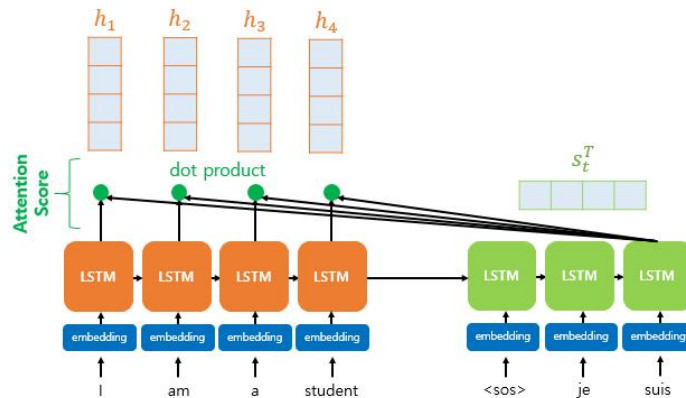 h₁ h₂ h₃ h₄
Attention
Score
dot product
sₜᵀ
LSTM LSTM LSTM LSTM LSTM LSTM LSTM
embedding embedding embedding embedding embedding embedding embedding
I am a student <sos> je suis